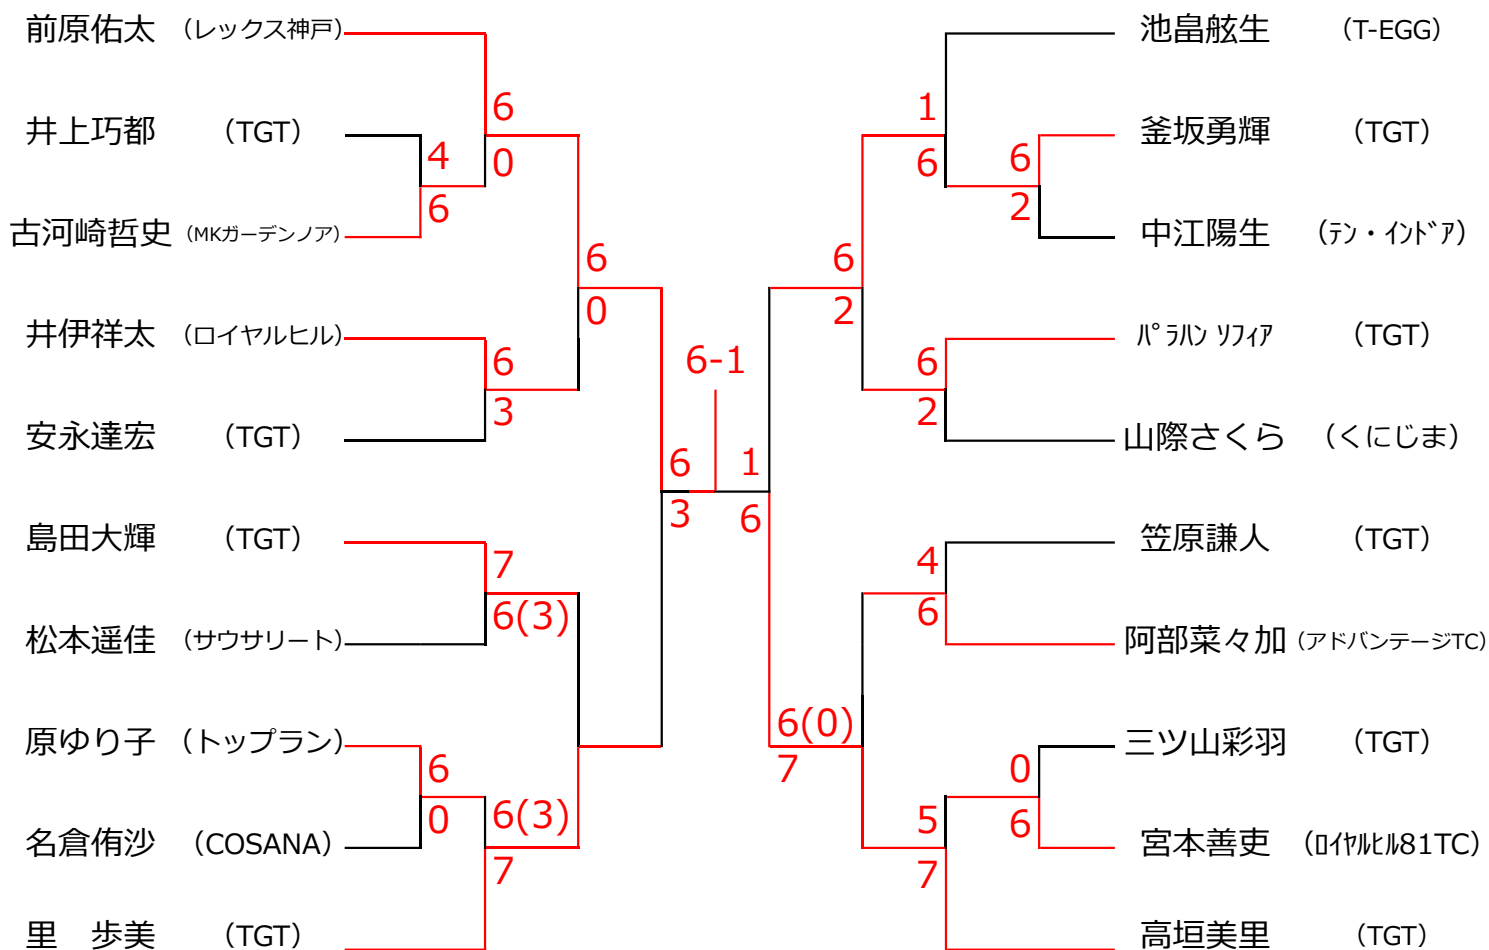 前原佑太 （レックス神戸）
6
井上巧都 （TGT）
4
0
6
古河崎哲史 （MKガーデンノア）
6
0
井伊祥太 （ロイヤルヒル）
6
3
安永達宏 （TGT）
6-1
6
3
島田大輝 （TGT）
7
6(3)
松本遥佳 （サウサリート）
原ゆり子 （トップラン）
6
0
6(3)
名倉侑沙 （COSANA）
7
里　歩美 （TGT）
池畠舷生 （T-EGG）
1
釜坂勇輝 （TGT）
6
6
2
中江陽生 （ﾃﾝ・ｲﾝﾄﾞｱ）
6
2
ﾊﾟﾗﾊﾝ ｿﾌｨｱ （TGT）
6
2
山際さくら （くにじま）
1
6
笠原謙人 （TGT）
4
6
阿部菜々加 （アドバンテージTC）
6(0)
7
三ツ山彩羽 （TGT）
0
6
5
宮本善吏 （ﾛｲﾔﾙﾋﾙ81TC）
7
高垣美里 （TGT）